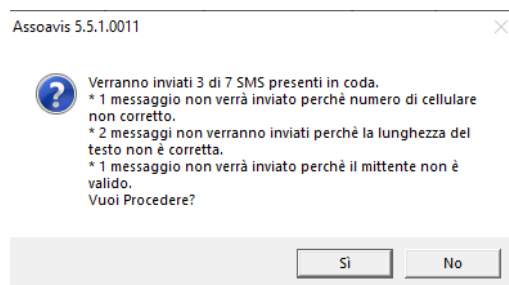 Assoavis 5.5.1.0011
Verranno inviati 3 di 7 SMS presenti in coda.
* 1 messaggio non verrà inviato perchè numero di cellulare
non corretto.
* 2 messaggi non verranno inviati perchè la lunghezza del
testo non è corretta.
* 1 messaggio non verrà inviato perchè il mittente non è
valido.
Vuoi Procedere?
Sì
No